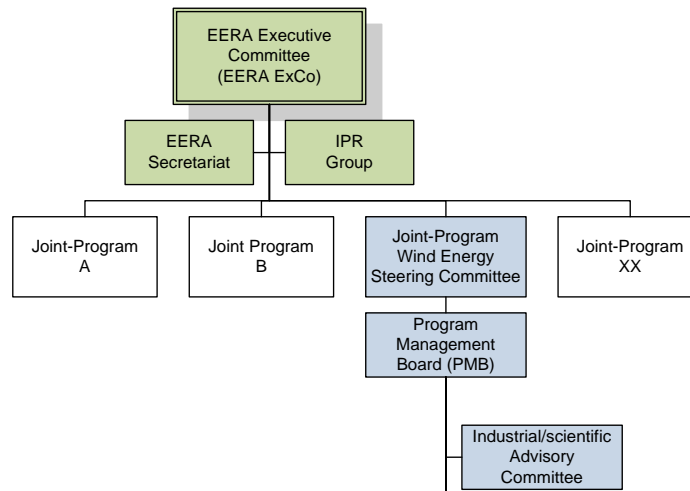 EERA Executive
Committee
(EERA ExCo)
EERA
Secretariat
IPR
Group
Joint-Program
A
Joint Program
B
Joint-Program
Wind Energy
Steering Committee
Joint-Program
XX
Program
Management
Board (PMB)
Industrial/scientific
Advisory
Committee